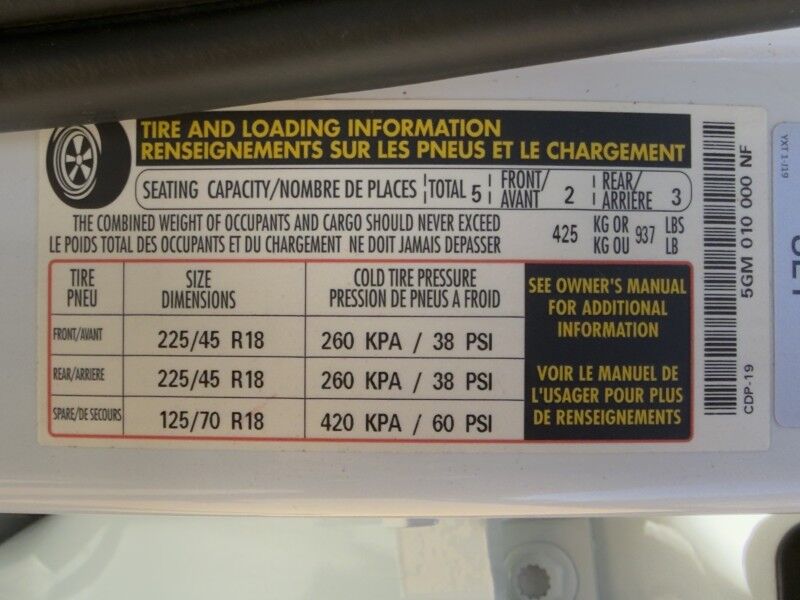 TIRE AND LOADING INFORMATION
RENSEIGNEMENTS SUR LES PNEUS ET LE CHARGEMENT
SEATING CAPACITY/NOMBRE DE PLACES TOTAL 5 FRONT/AVANT 2 REAR/ARRIÈRE 3
THE COMBINED WEIGHT OF OCCUPANTS AND CARGO SHOULD NEVER EXCEED
LE POIDS TOTAL DES OCCUPANTS ET DU CHARGEMENT NE DOIT JAMAIS DEPASSER
425 KG OR 937 LBS
KG OU LB
TIRE
PNEU
SIZE
DIMENSIONS
COLD TIRE PRESSURE
PRESSION DE PNEUS A FROID
FRONT/AVANT 225/45 R18 260 KPA / 38 PSI
REAR/ARRIERE 225/45 R18 260 KPA / 38 PSI
SPARE/DE SECOURS 125/70 R18 420 KPA / 60 PSI
SEE OWNER'S MANUAL
FOR ADDITIONAL
INFORMATION
VOIR LE MANUEL DE
L'USAGER POUR PLUS
DE RENSEIGNEMENTS
5GM 010 000 NF
CDP-19
YXT 1-J19